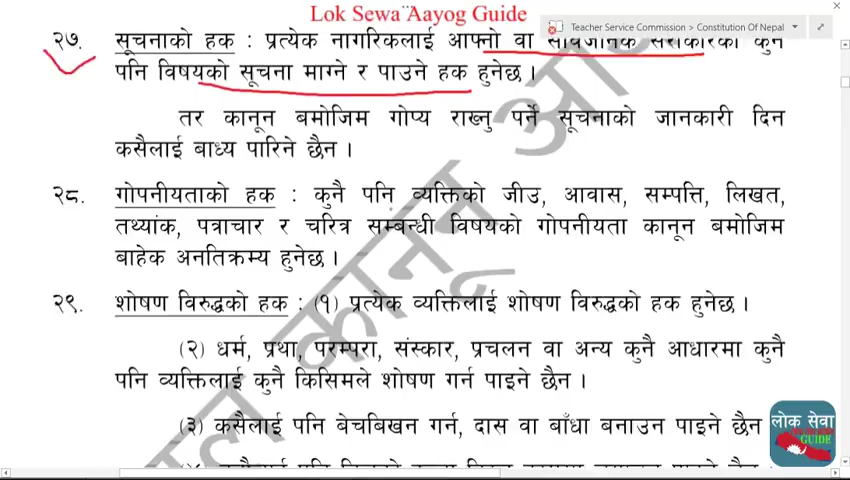 Lok Sewa Aayog Guide
Teacher Service Commission > Constitution Of Nepal
२७. सूचनाको हक : प्रत्येक नागरिकलाई आफ्नो वा सार्वजनिक सरोकारको कुनै
पनि विषयको सूचना माग्ने र पाउने हक हुनेछ ।
तर कानून बमोजिम गोप्य राख्नु पर्ने सूचनाको जानकारी दिन
कसैलाई बाध्य पारिने छैन ।
२८. गोपनीयताको हक : कुनै पनि व्यक्तिको जीउ, आवास, सम्पत्ति, लिखत,
तथ्यांक, पत्राचार र चरित्र सम्बन्धी विषयको गोपनीयता कानून बमोजिम
बाहेक अनतिक्रम्य हुनेछ ।
२९. शोषण विरुद्धको हक : (१) प्रत्येक व्यक्तिलाई शोषण विरुद्धको हक हुनेछ ।
(२) धर्म, प्रथा, परम्परा, संस्कार, प्रचलन वा अन्य कुनै आधारमा कुनै
पनि व्यक्तिलाई कुनै किसिमले शोषण गर्न पाइने छैन ।
(३) कसैलाई पनि बेचबिखन गर्न, दास वा बाँधा बनाउन पाइने छैन
लोक सेवा
GUIDE